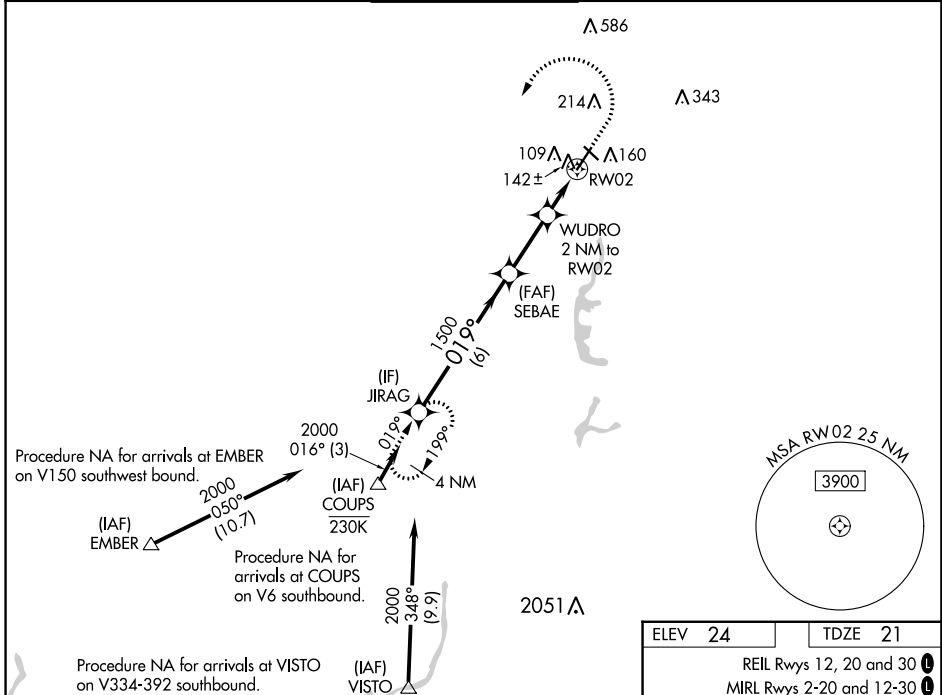 586
214
343
109
160
142±
RW02
WUDRO
2 NM to
RW02
(FAF)
SEBAE
1500
019°
(6)
(IF)
JIRAG
2000
016° (3)
019°
199°
4 NM
MSA RW02 25 NM
3900
Procedure NA for arrivals at EMBER
on V150 southwest bound.
2000
050°
(10.7)
(IAF)
EMBER
(IAF)
COUPS
230K
Procedure NA for
arrivals at COUPS
on V6 southbound.
2000
348°
(9.9)
2051
Procedure NA for arrivals at VISTO
on V334-392 southbound.
(IAF)
VISTO
ELEV 24
TDZE 21
REIL Rwys 12, 20 and 30 L
MIRL Rwys 2-20 and 12-30 L